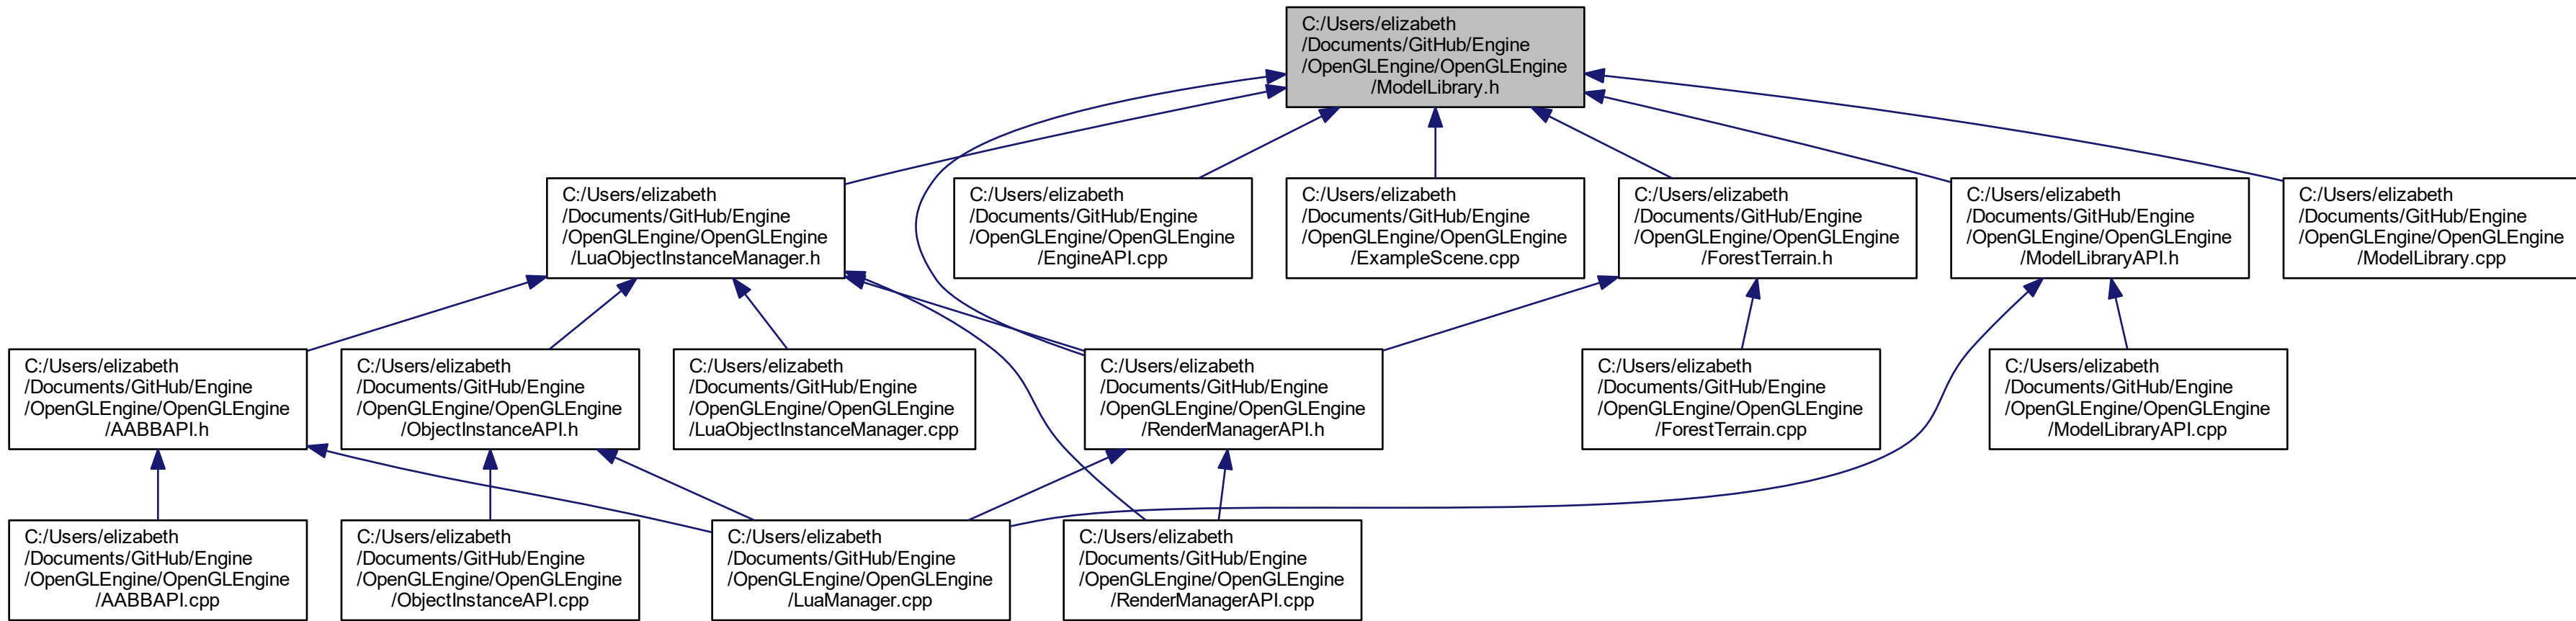 C:/Users/elizabeth
/Documents/GitHub/Engine
/OpenGLEngine/OpenGLEngine
/ModelLibrary.h
C:/Users/elizabeth
/Documents/GitHub/Engine
/OpenGLEngine/OpenGLEngine
/LuaObjectInstanceManager.h
C:/Users/elizabeth
/Documents/GitHub/Engine
/OpenGLEngine/OpenGLEngine
/EngineAPI.cpp
C:/Users/elizabeth
/Documents/GitHub/Engine
/OpenGLEngine/OpenGLEngine
/ExampleScene.cpp
C:/Users/elizabeth
/Documents/GitHub/Engine
/OpenGLEngine/OpenGLEngine
/ForestTerrain.h
C:/Users/elizabeth
/Documents/GitHub/Engine
/OpenGLEngine/OpenGLEngine
/ModelLibraryAPI.h
C:/Users/elizabeth
/Documents/GitHub/Engine
/OpenGLEngine/OpenGLEngine
/ModelLibrary.cpp
C:/Users/elizabeth
/Documents/GitHub/Engine
/OpenGLEngine/OpenGLEngine
/AABBAPI.h
C:/Users/elizabeth
/Documents/GitHub/Engine
/OpenGLEngine/OpenGLEngine
/ObjectInstanceAPI.h
C:/Users/elizabeth
/Documents/GitHub/Engine
/OpenGLEngine/OpenGLEngine
/LuaObjectInstanceManager.cpp
C:/Users/elizabeth
/Documents/GitHub/Engine
/OpenGLEngine/OpenGLEngine
/RenderManagerAPI.h
C:/Users/elizabeth
/Documents/GitHub/Engine
/OpenGLEngine/OpenGLEngine
/ForestTerrain.cpp
C:/Users/elizabeth
/Documents/GitHub/Engine
/OpenGLEngine/OpenGLEngine
/ModelLibraryAPI.cpp
C:/Users/elizabeth
/Documents/GitHub/Engine
/OpenGLEngine/OpenGLEngine
/AABBAPI.cpp
C:/Users/elizabeth
/Documents/GitHub/Engine
/OpenGLEngine/OpenGLEngine
/ObjectInstanceAPI.cpp
C:/Users/elizabeth
/Documents/GitHub/Engine
/OpenGLEngine/OpenGLEngine
/LuaManager.cpp
C:/Users/elizabeth
/Documents/GitHub/Engine
/OpenGLEngine/OpenGLEngine
/RenderManagerAPI.cpp